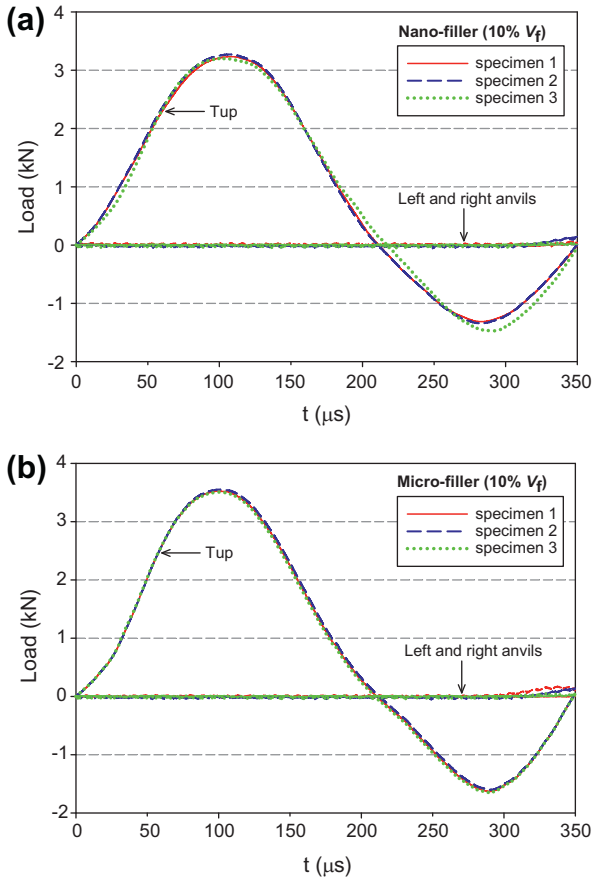 (a)
Nano-filler (10% Vf)
specimen 1
specimen 2
specimen 3
Tup
Left and right anvils
Load (kN)
4
3
2
1
0
-1
-2
0 50 100 150 200 250 300 350
t (μs)
(b)
Micro-filler (10% Vf)
specimen 1
specimen 2
specimen 3
Tup
Left and right anvils
Load (kN)
4
3
2
1
0
-1
-2
0 50 100 150 200 250 300 350
t (μs)